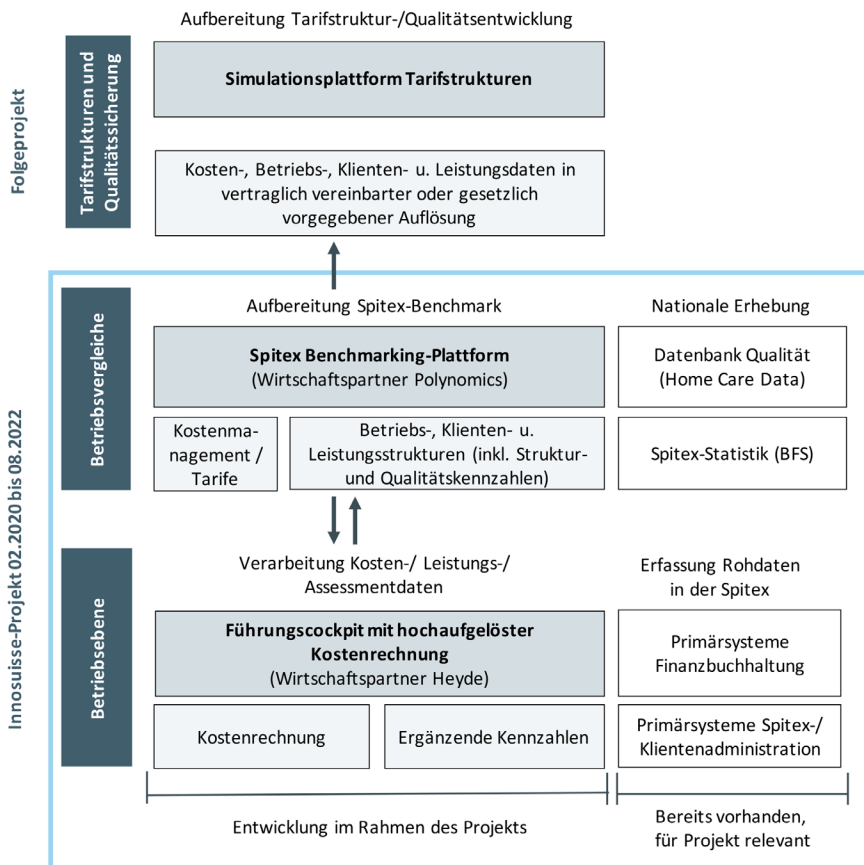 Aufbereitung Tarifstruktur-/Qualitätsentwicklung
Folgeprojekt
Tarifstrukturen und
Qualitätssicherung
Simulationsplattform Tarifstrukturen
Kosten-, Betriebs-, Klienten- u. Leistungsdaten in
vertraglich vereinbarter oder gesetzlich
vorgegebener Auflösung
Innosuisse-Projekt 02.2020 bis 08.2022
Betriebsvergleiche
Aufbereitung Spitex-Benchmark
Spitex Benchmarking-Plattform
(Wirtschaftspartner Polynomics)
Kostenma-
nagement /
Tarife
Betriebs-, Klienten- u.
Leistungsstrukturen (inkl. Struktur-
und Qualitätskennzahlen)
Nationale Erhebung
Datenbank Qualität
(Home Care Data)
Spitex-Statistik (BFS)
Betriebsebene
Verarbeitung Kosten-/ Leistungs-/
Assessmentdaten
Führungscockpit mit hochaufgelöster
Kostenrechnung
(Wirtschaftspartner Heyde)
Kostenrechnung
Ergänzende Kennzahlen
Erfassung Rohdaten
in der Spitex
Primärsysteme
Finanzbuchhaltung
Primärsysteme Spitex-/
Klientenadministration
Entwicklung im Rahmen des Projekts
Bereits vorhanden,
für Projekt relevant